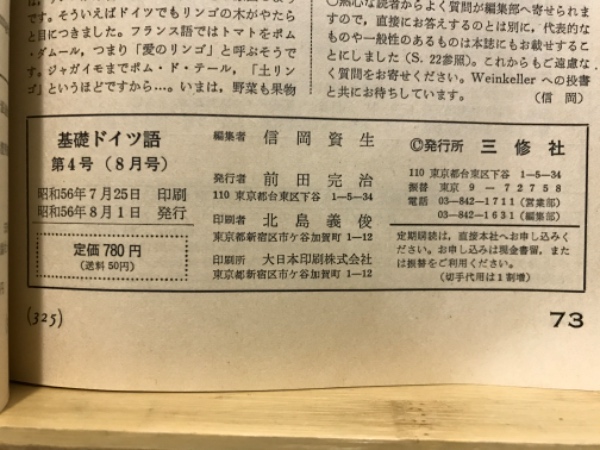 です。そういえばドイツでもリンゴの木がやたら
と目につきました。フランス語ではトマトをポム・
ダムール、つまり「愛のリンゴ」と呼ぶそうで
す。ジャガイモまでポム・ド・テール、「土リン
ゴ」というほどですから…。いまは、野菜も果物
○熱心な読者からよく質問が編集部へ寄せられま
すので、直接にお答えするのとは別に、代表的な
ものや一般性のあるものは本誌にもお載せするこ
とにしました（S. 22参照）。これからもご遠慮な
く質問をお寄せください。Weinkeller への投書
と共にお待ちしています。（信岡）
基礎ドイツ語
第4号（8月号）
昭和56年7月25日 印刷
昭和56年8月1日 発行
定価 780円
（送料 50円）
編集者 信岡資生
発行者 前田完治
110 東京都台東区下谷 1-5-34
印刷者 北島義俊
東京都新宿区市ケ谷加賀町 1-12
印刷所 大日本印刷株式会社
東京都新宿区市ケ谷加賀町 1-12
©発行所 三修社
110 東京都台東区下谷 1-5-34
振替 東京 9-72758
電話 03-842-1711（営業部）
03-842-1631（編集部）
定期購読は、直接本社へお申し込みく
ださい。お申し込みは現金書留、また
は振替をご利用ください。
（切手代用は1割増）
(325)
73